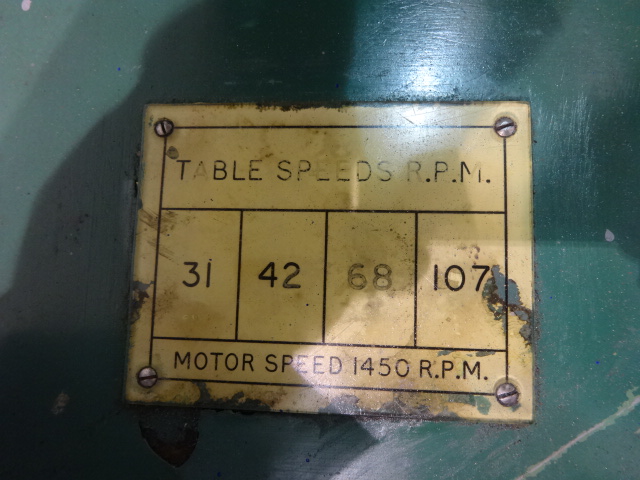 TABLE SPEEDS R.P.M.
31 42 68 107
MOTOR SPEED 1450 R.P.M.